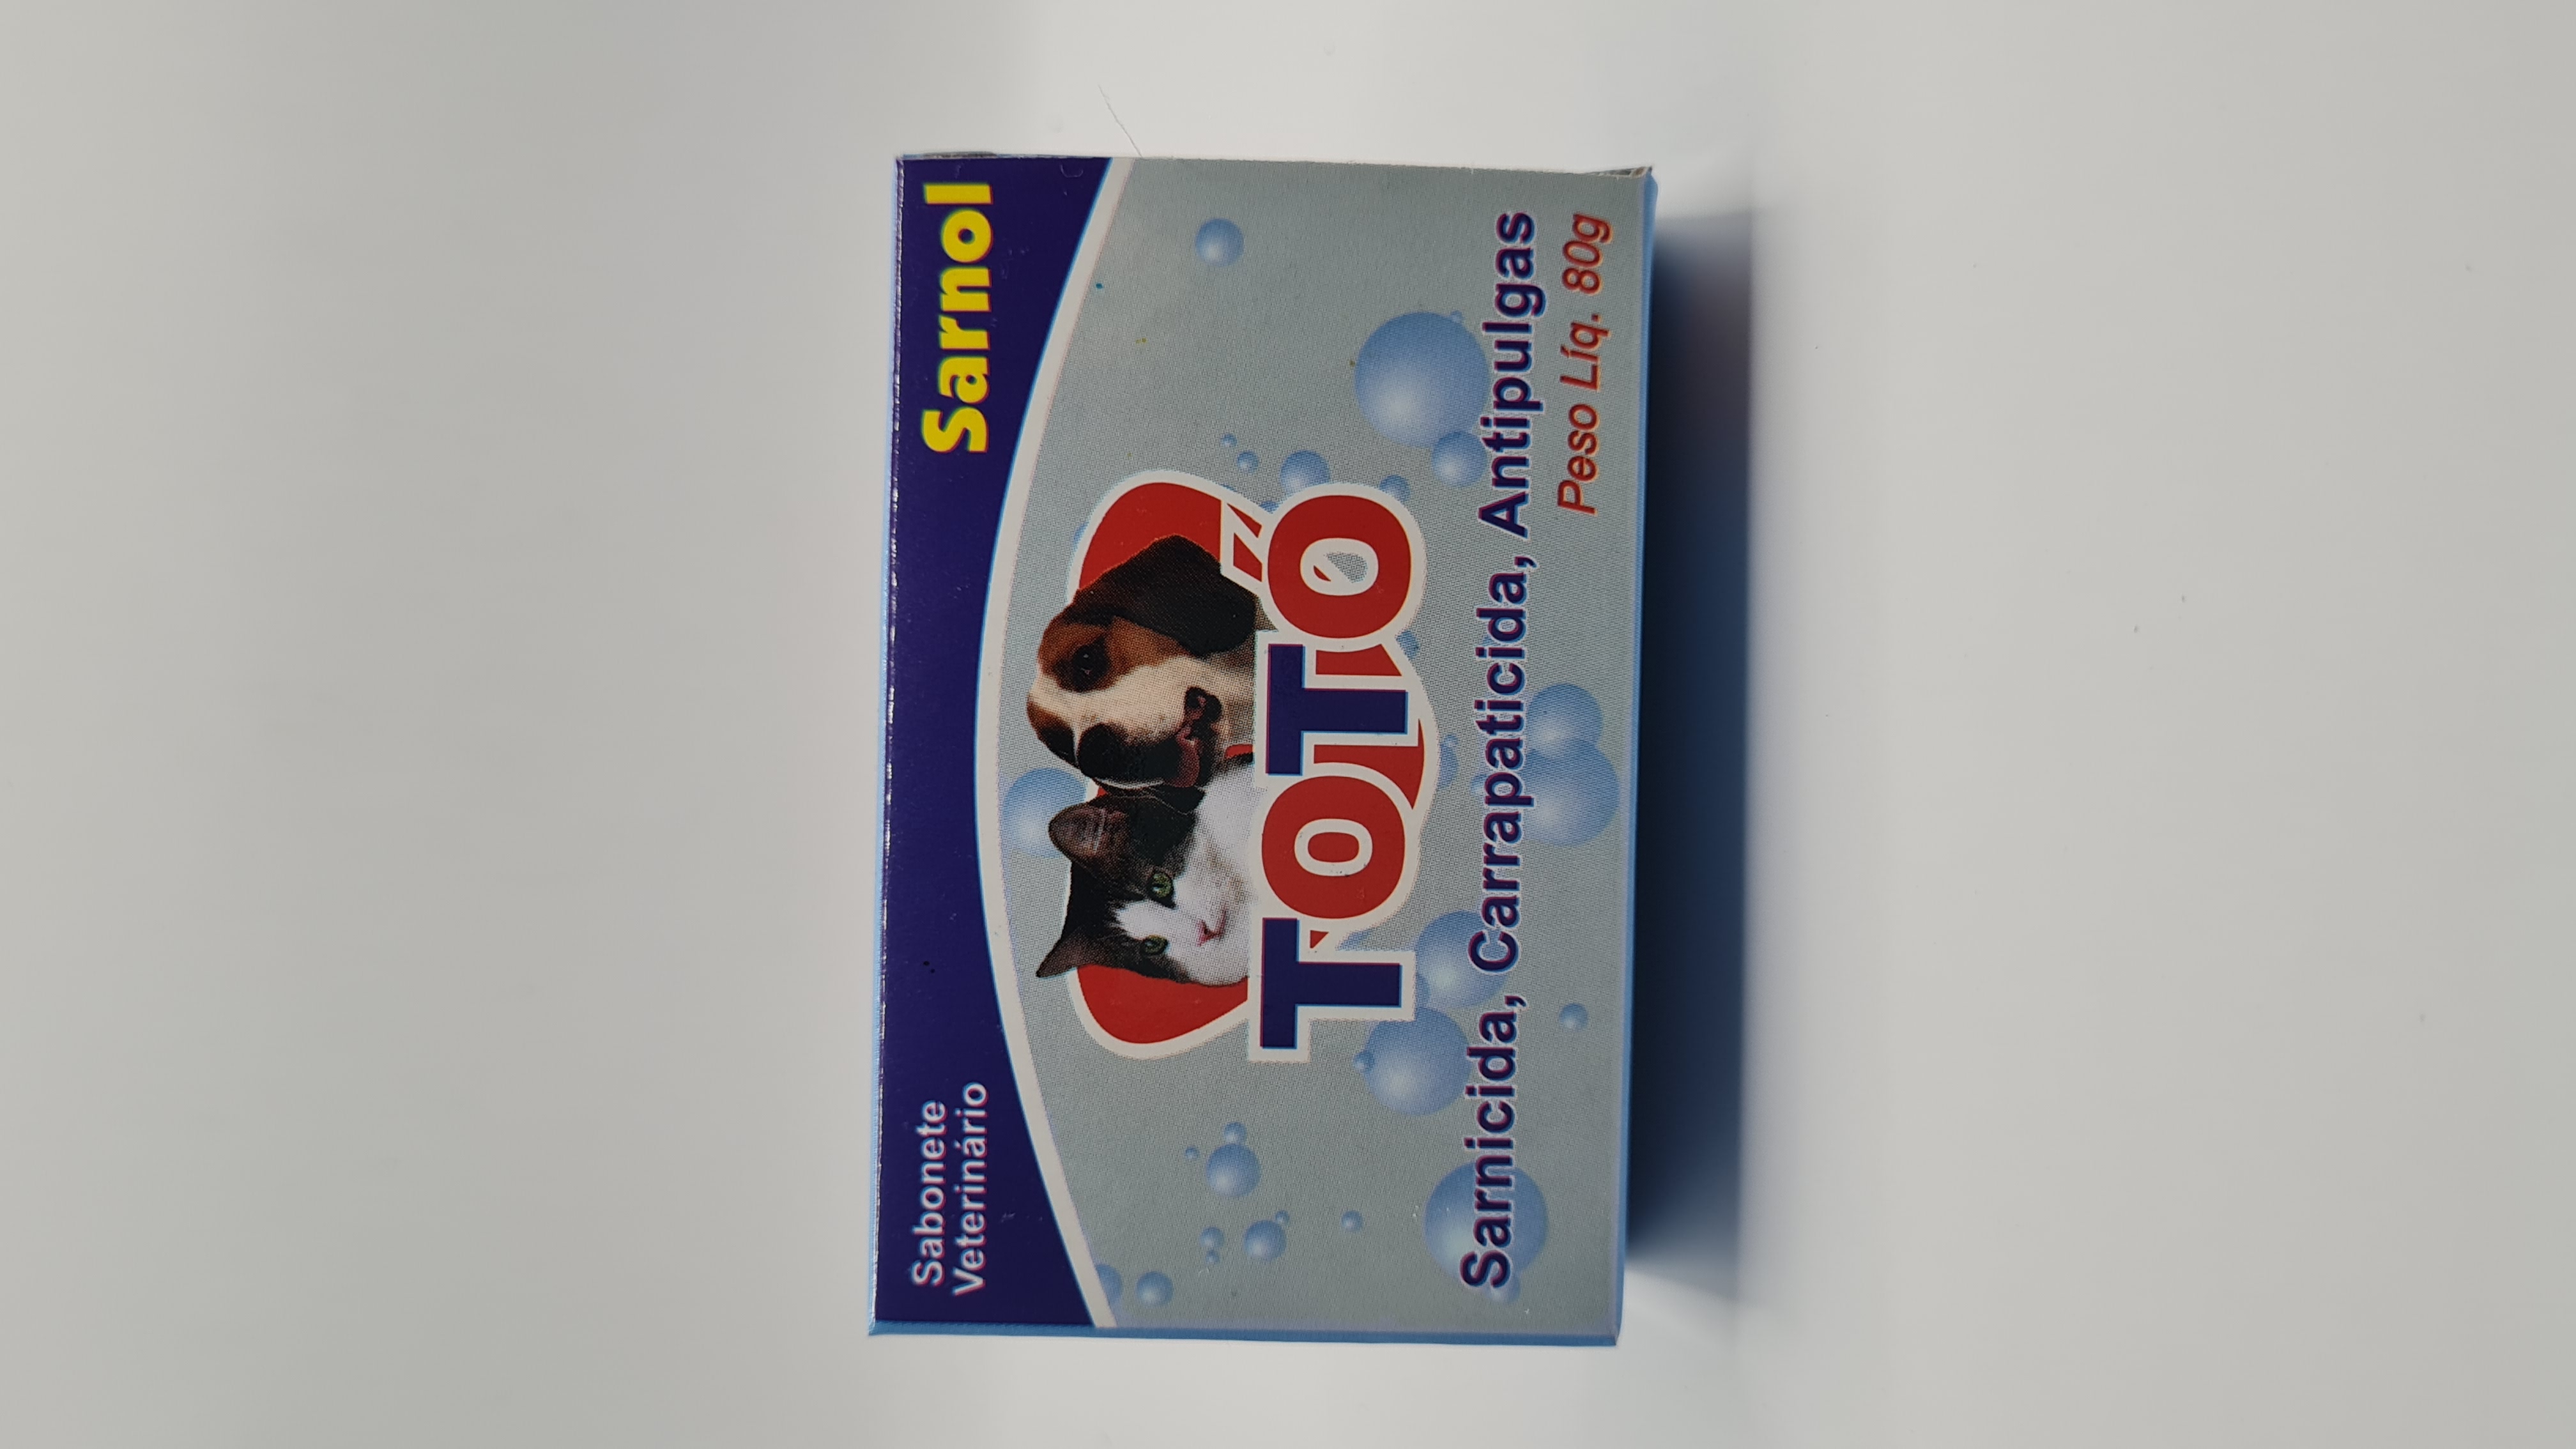 Sabonete
Veterinário
Sarnol
TOTÓ
Sarnicida, Carrapaticida, Antipulgas
Peso Líq. 80g